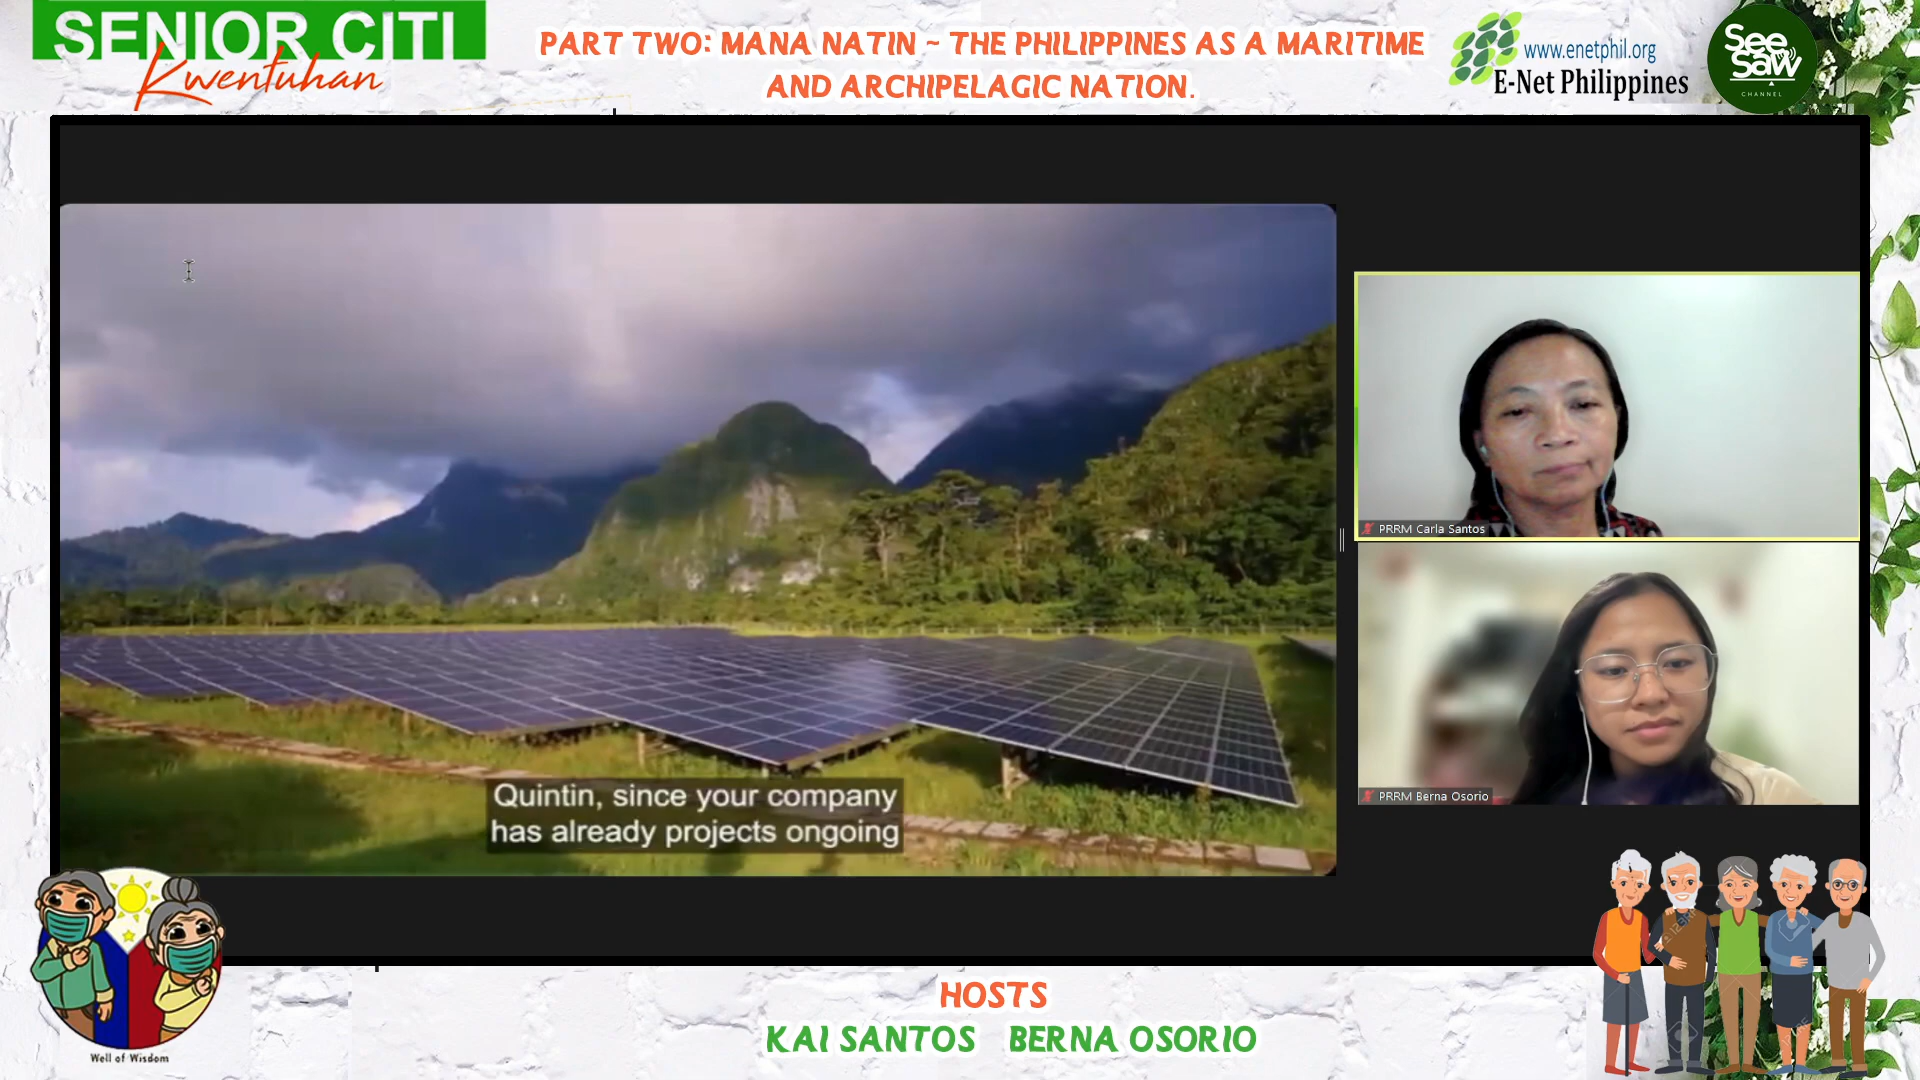 SENIOR CITI
Kwentuhan
PART TWO: MANA NATIN ~ THE PHILIPPINES AS A MARITIME
AND ARCHIPELAGIC NATION.
www.enetphil.org
E-Net Philippines
See
Saw
CHANNEL
PRRM Carla Santos
PRRM Berna Osorio
Quintin, since your company
has already projects ongoing
Well of Wisdom
HOSTS
KAI SANTOS BERNA OSORIO